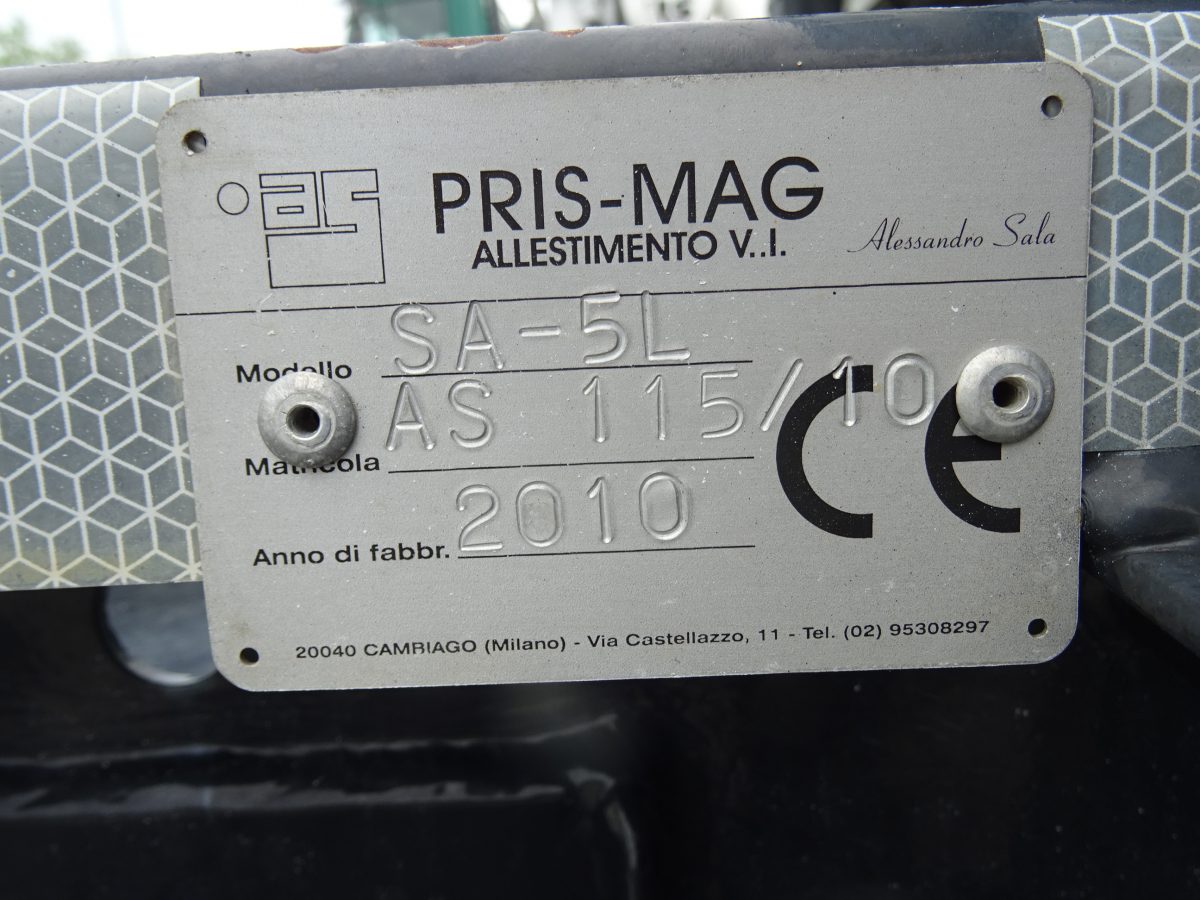 as
PRIS-MAG
ALLESTIMENTO V..I.
Alessandro Sala
Modello SA-5L
Matricola AS 115/10
Anno di fabbr. 2010
CE
20040 CAMBIAGO (Milano) - Via Castellazzo, 11 - Tel. (02) 95308297